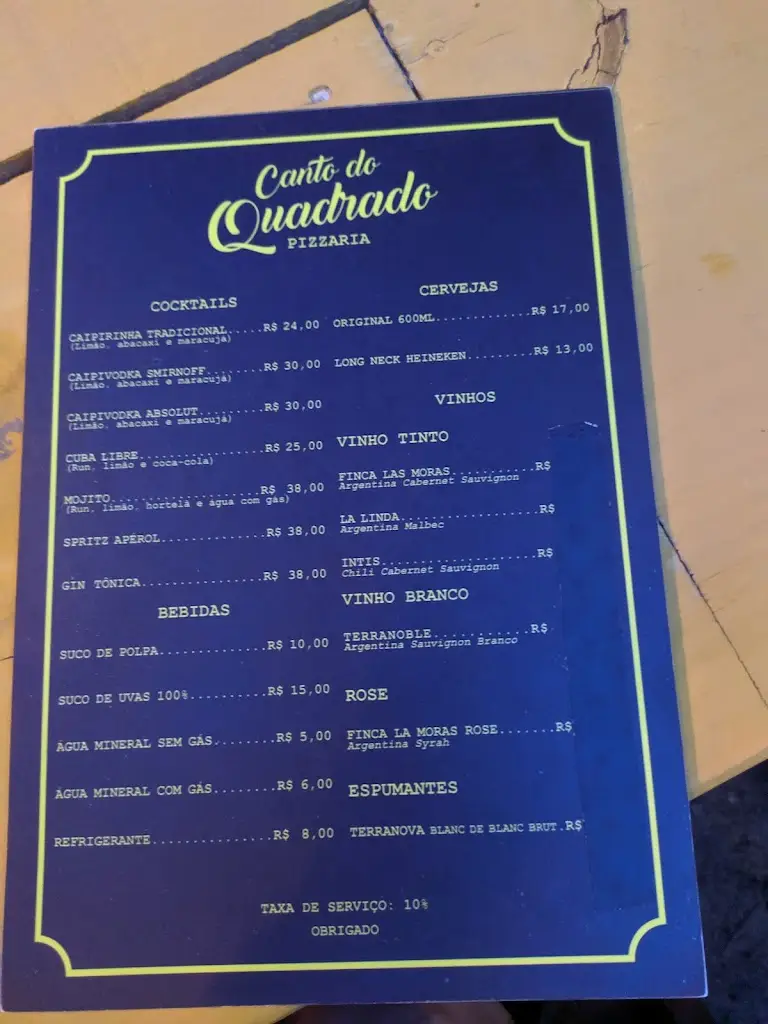 Canto do
Quadrado
PIZZARIA
COCKTAILS
CAIPIRINHA TRADICIONAL.....R$ 24,00
(Limão, abacaxi e maracujá)
CAIPIVODKA SMIRNOFF........R$ 30,00
(Limão, abacaxi e maracujá)
CAIPIVODKA ABSOLUT.........R$ 30,00
(Limão, abacaxi e maracujá)
CUBA LIBRE.................R$ 25,00
(Run, limão e coca-cola)
MOJITO.....................R$ 38,00
(Run, limão, hortelã e água com gás)
SPRITZ APÉROL..............R$ 38,00
GIN TÔNICA.................R$ 38,00
BEBIDAS
SUCO DE POLPA..............R$ 10,00
SUCO DE UVAS 100%..........R$ 15,00
ÁGUA MINERAL SEM GÁS........R$ 5,00
ÁGUA MINERAL COM GÁS........R$ 6,00
REFRIGERANTE...............R$ 8,00
CERVEJAS
ORIGINAL 600ML.............R$ 17,00
LONG NECK HEINEKEN.........R$ 13,00
VINHOS
VINHO TINTO
FINCA LAS MORAS...........R$
Argentina Cabernet Sauvignon
LA LINDA..................R$
Argentina Malbec
INTIS.....................R$
Chili Cabernet Sauvignon
VINHO BRANCO
TERRANOBLE...........R$
Argentina Sauvignon Branco
ROSE
FINCA LA MORAS ROSE.......R$
Argentina Syrah
ESPUMANTES
TERRANOVA BLANC DE BLANC BRUT.R$
TAXA DE SERVIÇO: 10%
OBRIGADO